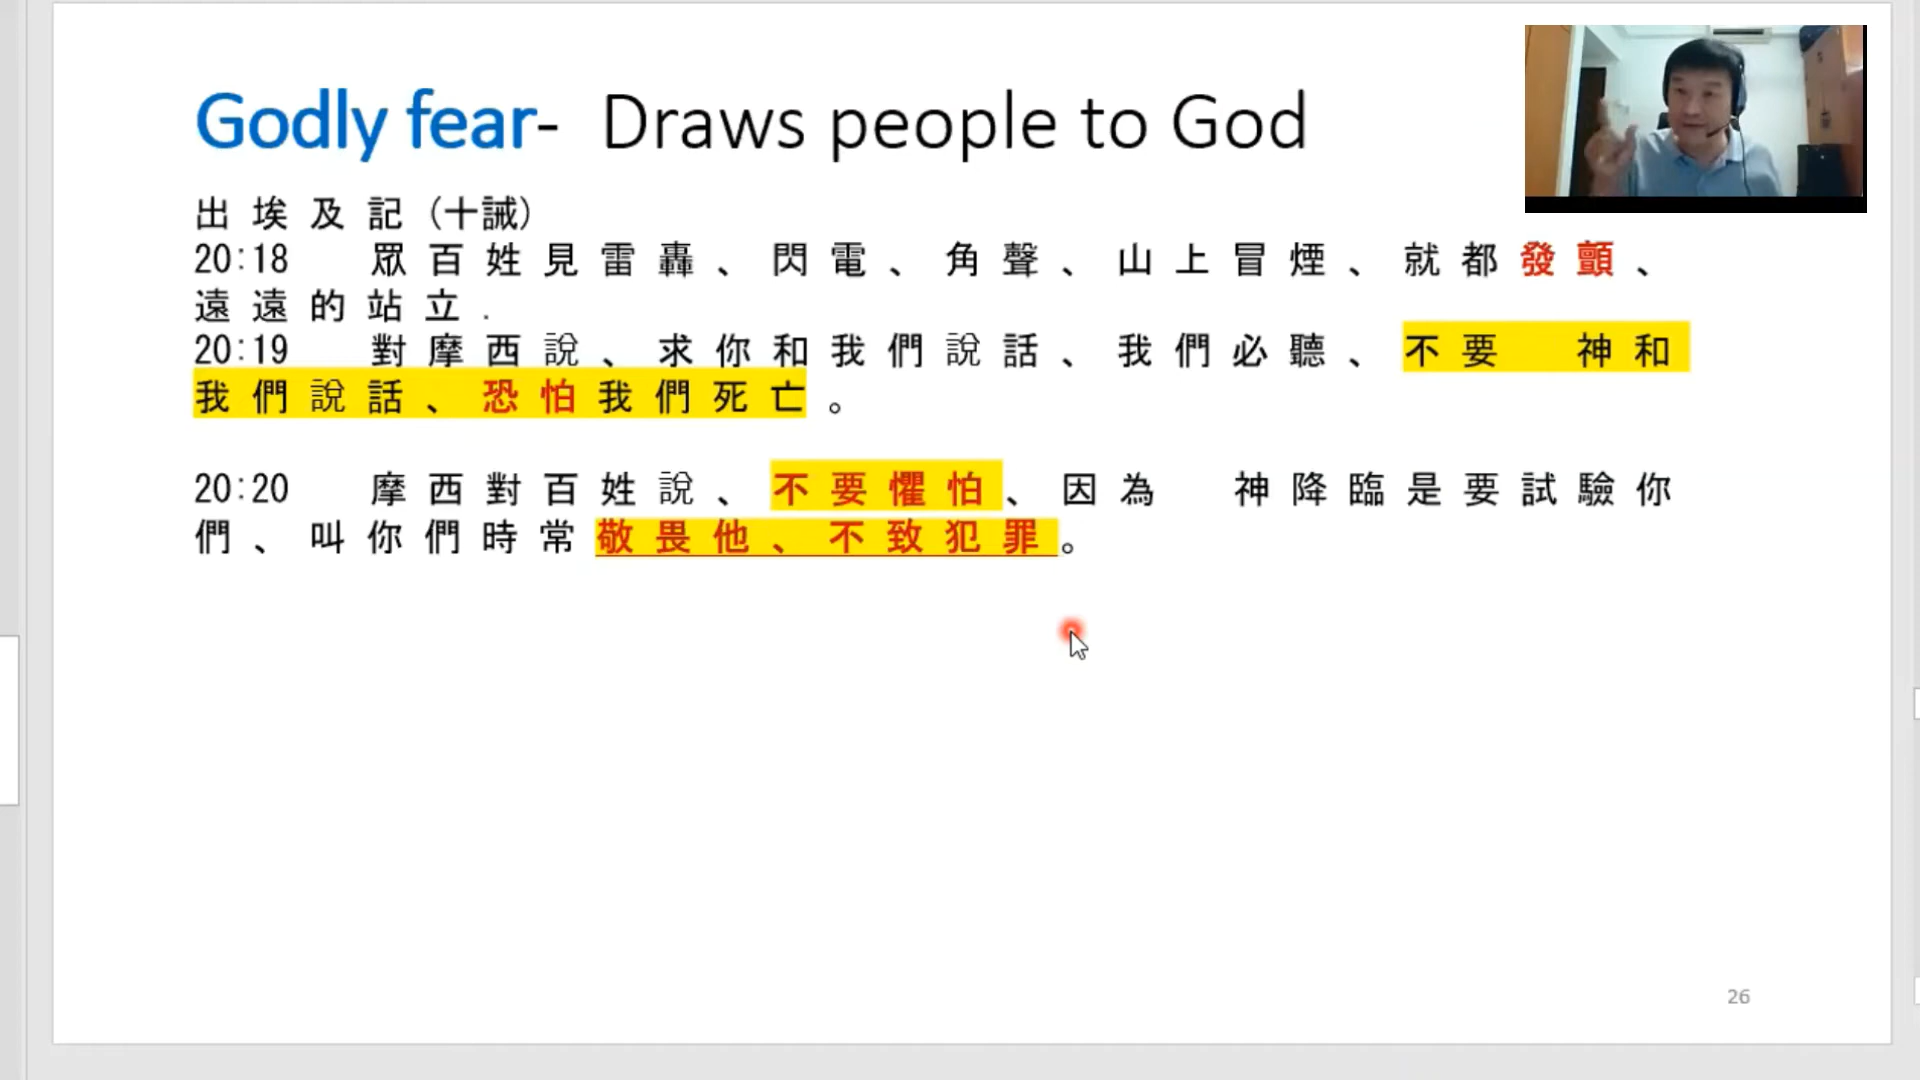 Godly fear- Draws people to God
出 埃 及 記 (十誡)
20:18 眾 百 姓 見 雷 轟 、 閃 電 、 角 聲 、 山 上 冒 煙 、 就 都 發 顫 、
遠 遠 的 站 立 .
20:19 對 摩 西 說 、 求 你 和 我 們 說 話 、 我 們 必 聽 、 不 要 神 和
我 們 說 話 、 恐 怕 我 們 死 亡 。
20:20 摩 西 對 百 姓 說 、 不 要 懼 怕 、 因 為 神 降 臨 是 要 試 驗 你
們 、 叫 你 們 時 常 敬 畏 他 、 不 致 犯 罪 。
26